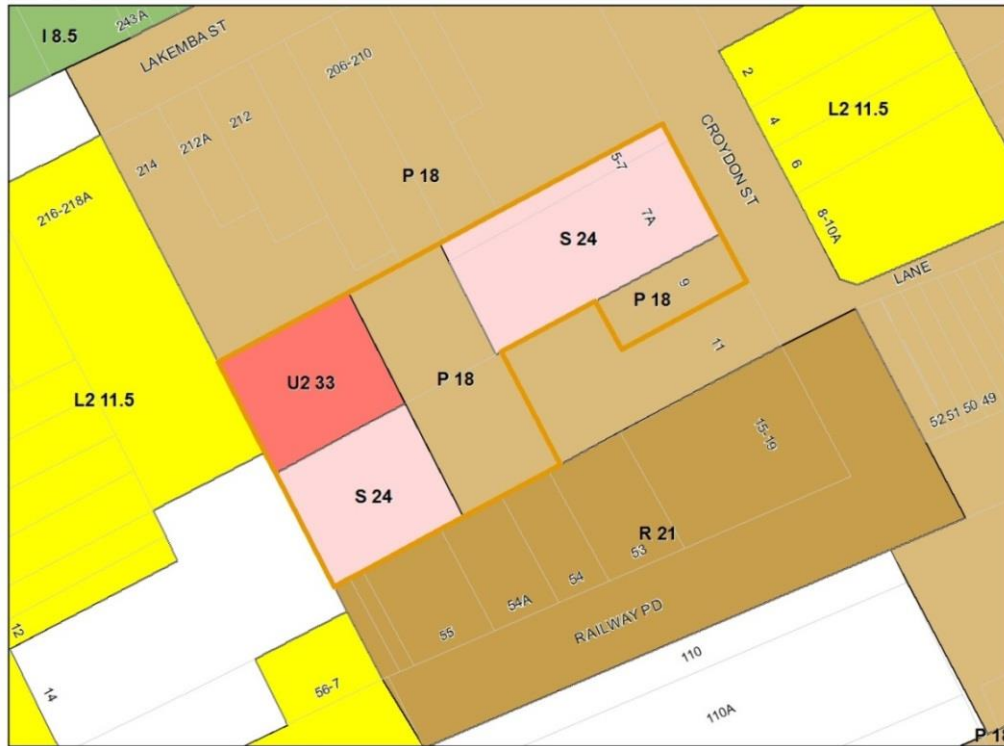 I 8.5
243A
LAKEMBA ST
206-210
2
L2 11.5
212
212A
4
CROYDON ST
214
5-7
6
P 18
216-218A
7A
8-10A
S 24
LANE
9
P 18
11
U2 33
P 18
L2 11.5
52 51 50 49
15-19
S 24
R 21
53
54
54A
RAILWAY PD
12
55
110
14
56-7
110A
P 18